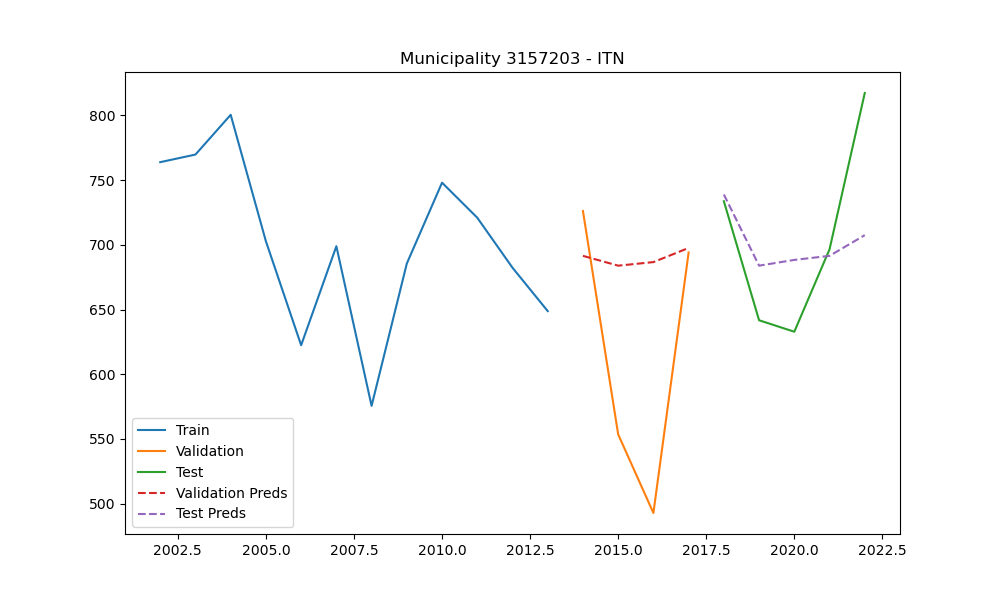 Municipality 3157203 - ITN
800
750
700
650
600
550
500
Train
Validation
Test
Validation Preds
Test Preds
2002.5 2005.0 2007.5 2010.0 2012.5 2015.0 2017.5 2020.0 2022.5